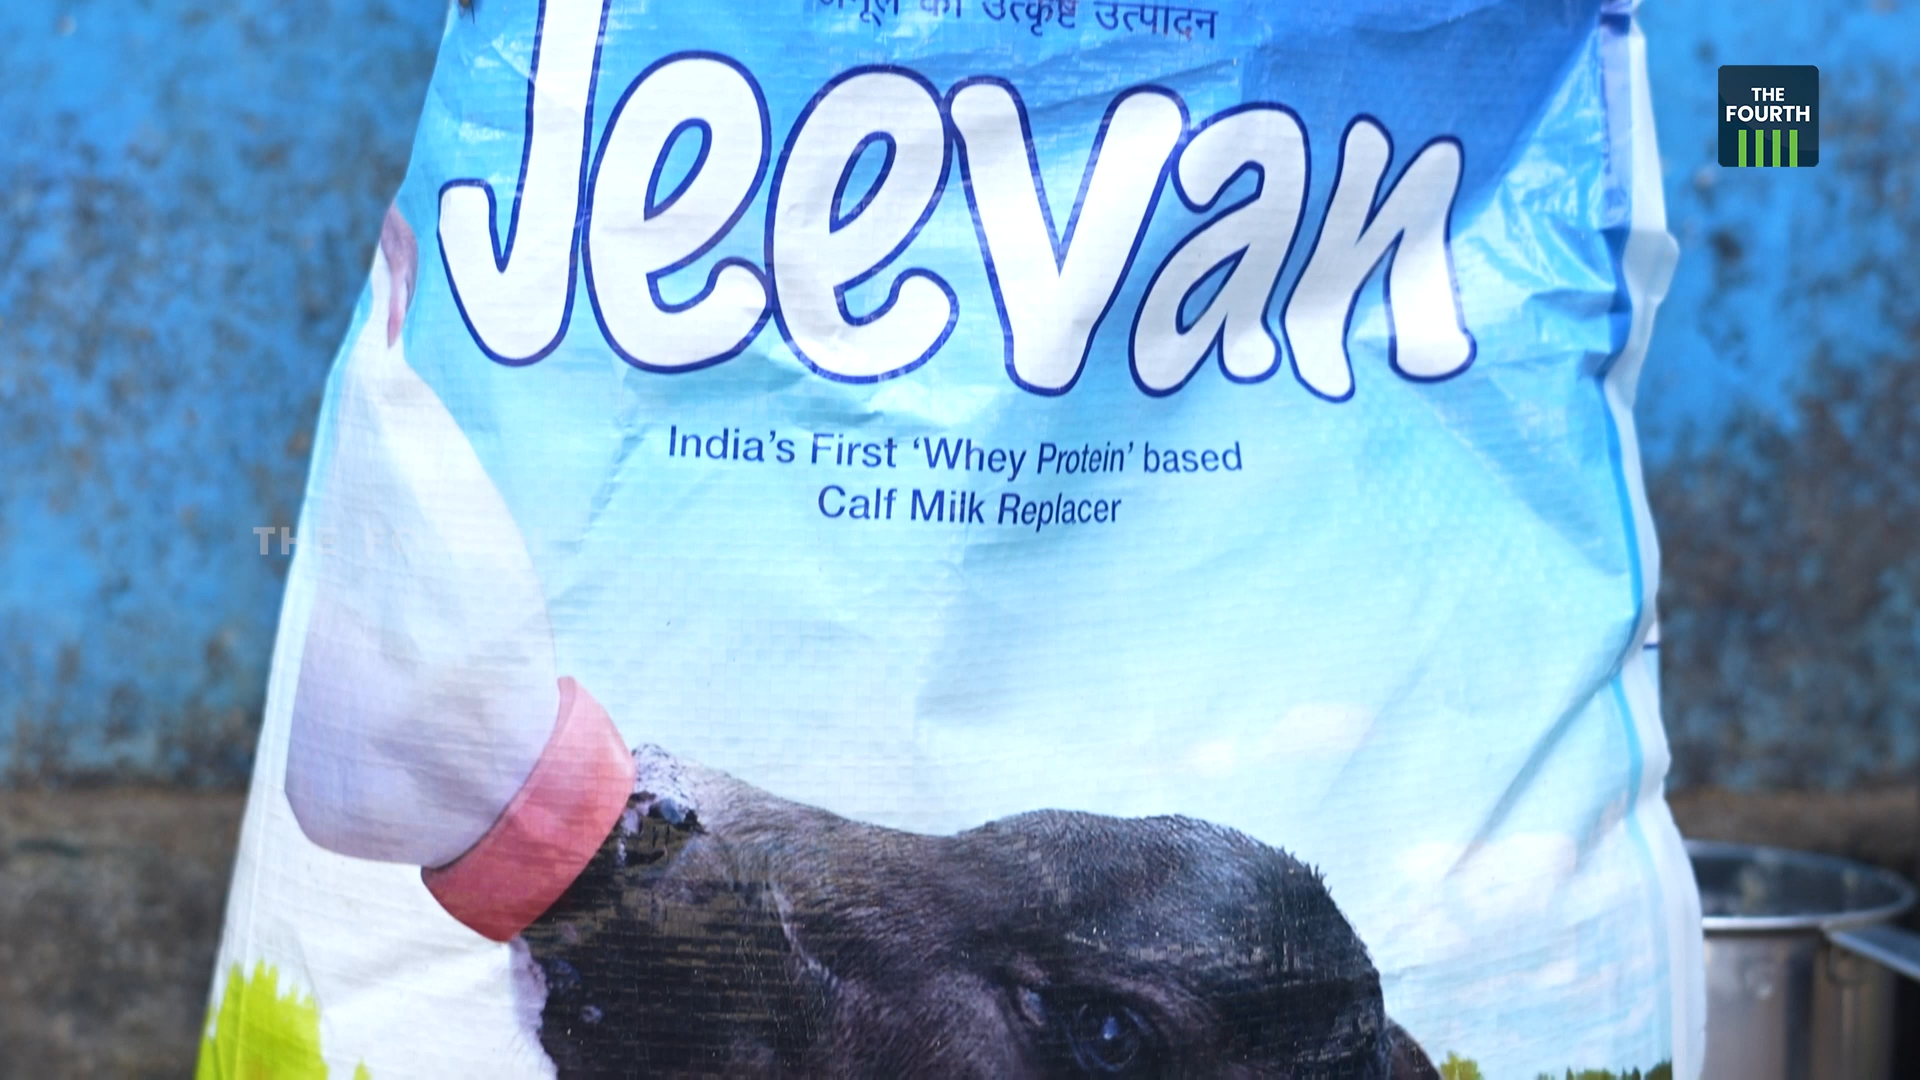 की उत्कृष्ट उत्पादन
Jeevan
India's First 'Whey Protein' based
Calf Milk Replacer
THE
FOURTH